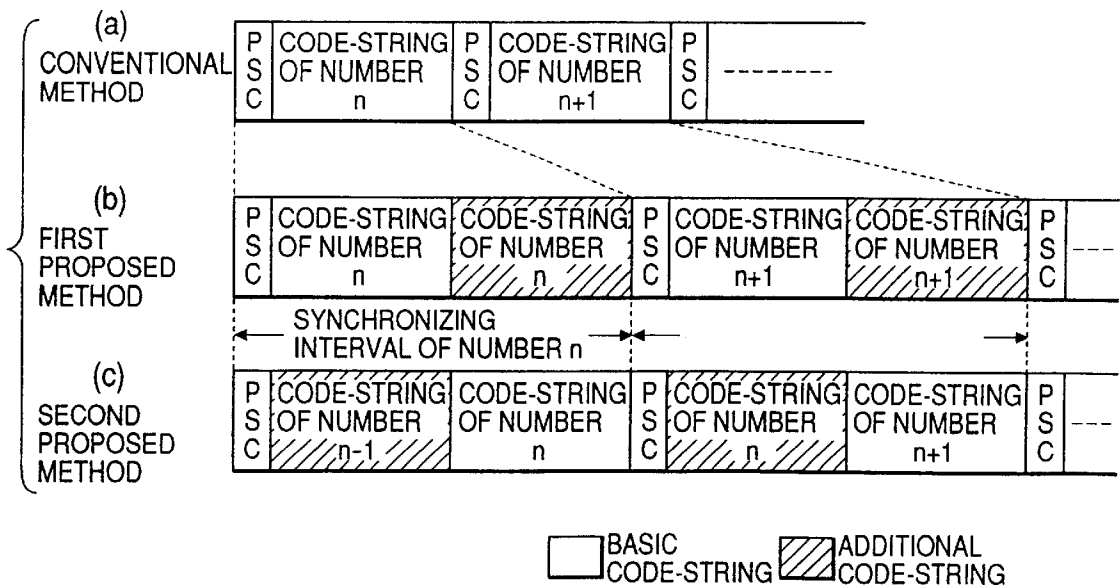 (a)
CONVENTIONAL
METHOD
P
S
C
CODE-STRING
OF NUMBER
n
P
S
C
CODE-STRING
OF NUMBER
n+1
P
S
C
(b)
FIRST
PROPOSED
METHOD
P
S
C
CODE-STRING
OF NUMBER
n
CODE-STRING
OF NUMBER
n
P
S
C
CODE-STRING
OF NUMBER
n+1
CODE-STRING
OF NUMBER
n+1
P
S
C
SYNCHRONIZING
INTERVAL OF NUMBER n
(c)
SECOND
PROPOSED
METHOD
P
S
C
CODE-STRING
OF NUMBER
n-1
CODE-STRING
OF NUMBER
n
P
S
C
CODE-STRING
OF NUMBER
n
CODE-STRING
OF NUMBER
n+1
P
S
C
BASIC
CODE-STRING
ADDITIONAL
CODE-STRING